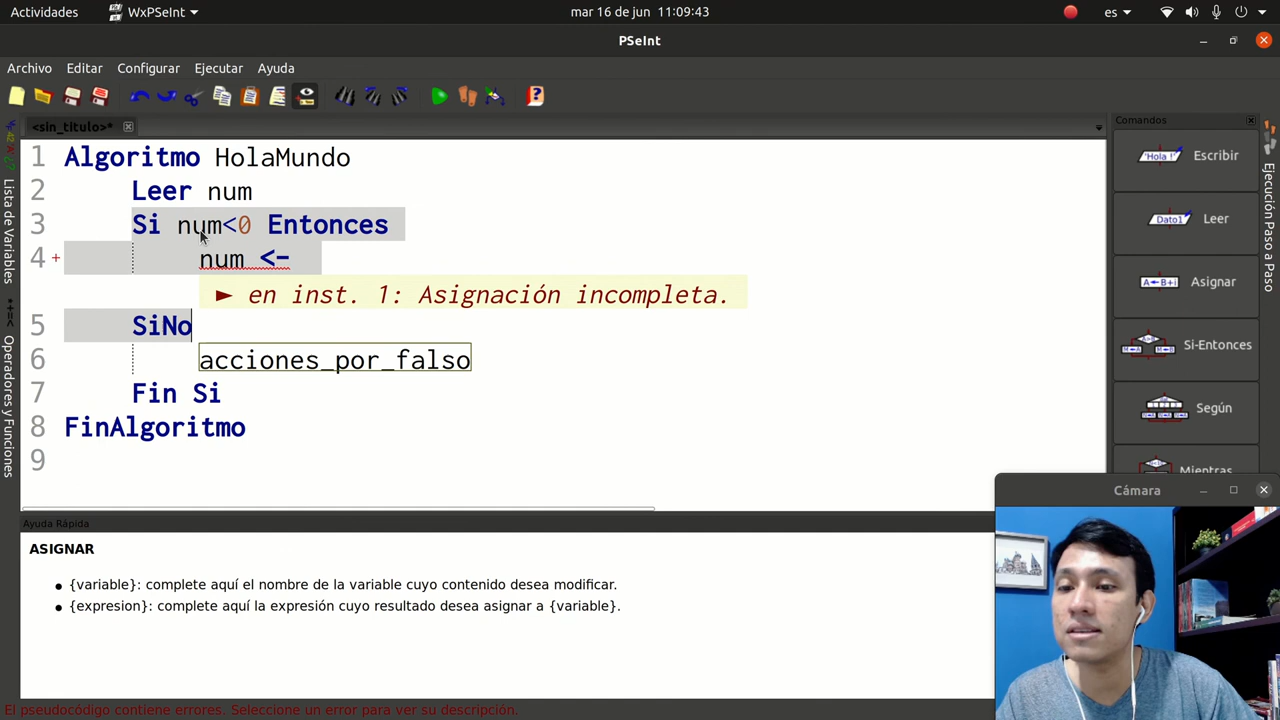 Actividades
WxPSeInt
mar 16 de jun 11:09:43
es
PSeInt
Archivo Editar Configurar Ejecutar Ayuda
<sin_titulo>*
Comandos
Lista de Variables
Operadores y Funciones
1 Algoritmo HolaMundo
2 Leer num
3 Si num<0 Entonces
4 + num <-
► en inst. 1: Asignación incompleta.
5 SiNo
6 acciones_por_falso
7 Fin Si
8 FinAlgoritmo
9
'Hola !' Escribir
Dato1 Leer
A←B+i Asignar
Si-Entonces
Según
Mientras
Ejecucion Paso a Paso
Cámara
Ayuda Rápida
ASIGNAR
• {variable}: complete aquí el nombre de la variable cuyo contenido desea modificar.
• {expresion}: complete aquí la expresión cuyo resultado desea asignar a {variable}.
El pseudocódigo contiene errores. Seleccione un error para ver su descripción.